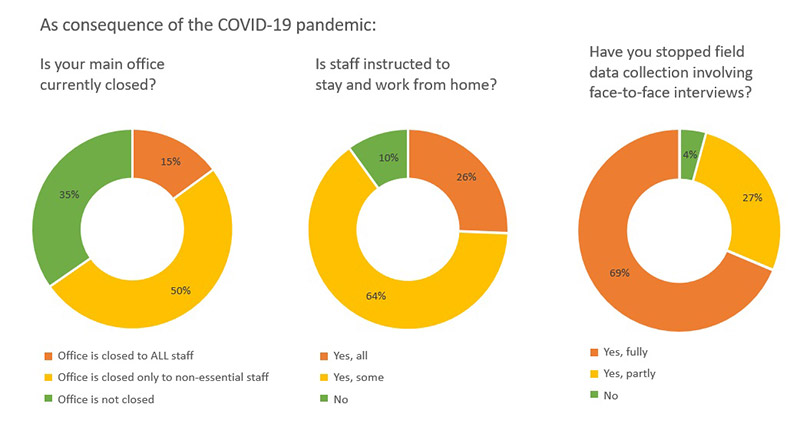 As consequence of the COVID-19 pandemic:
Is your main office
currently closed?
15%
35%
50%
Office is closed to ALL staff
Office is closed only to non-essential staff
Office is not closed
Is staff instructed to
stay and work from home?
10%
26%
64%
Yes, all
Yes, some
No
Have you stopped field
data collection involving
face-to-face interviews?
4%
27%
69%
Yes, fully
Yes, partly
No